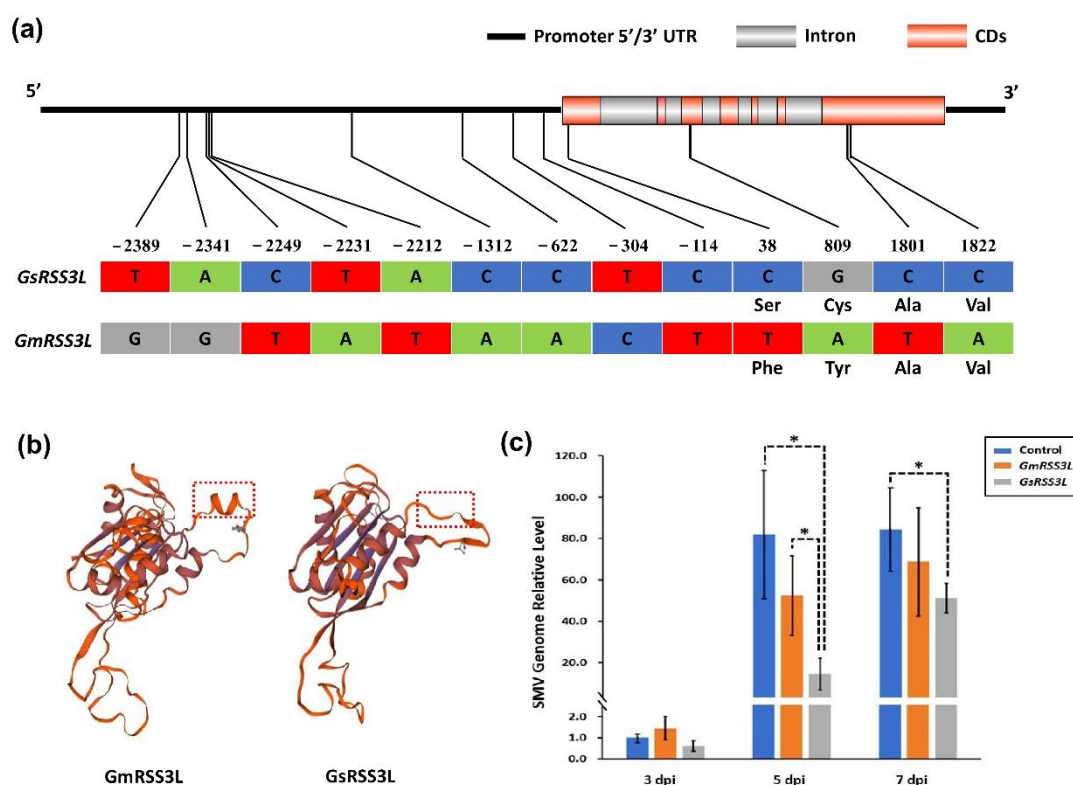 (a)
Promoter 5’/3’ UTR Intron CDs
5’ 3’
−2389 −2341 −2249 −2231 −2212 −1312 −622 −304 −114 38 809 1801 1822
GsRSS3L T A C T A C C T C C G C C
Ser Cys Ala Val
GmRSS3L G G T A T A A C T T A T A
Phe Tyr Ala Val
(b)
GmRSS3L GsRSS3L
(c)
Control
GmRSS3L
GsRSS3L
SMV Genome Relative Level
120.0
100.0
80.0
60.0
40.0
20.0
2.0
1.0
0.0
* * *
3 dpi 5 dpi 7 dpi